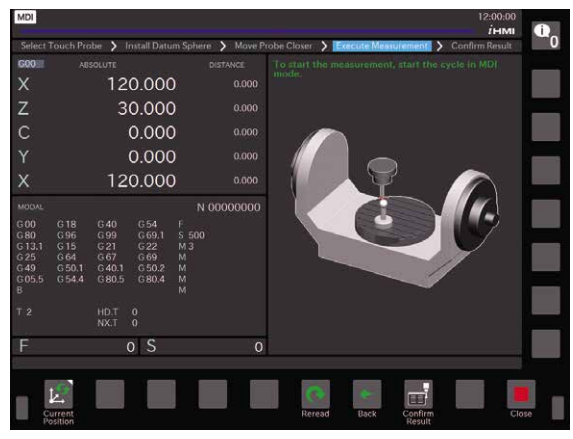 MDI
12:00:00
iHMI
0
Select Touch Probe > Install Datum Sphere > Move Probe Closer > Execute Measurement > Confirm Result
G00 ABSOLUTE DISTANCE
X 120.000 0.000
Z 30.000 0.000
C 0.000 0.000
Y 0.000 0.000
X 120.000 0.000
To start the measurement, start the cycle in MDI
mode.
MODAL N 00000000
G00 G18 G40 G54 F
G80 G96 G99 G69.1 S 500
G13.1 G15 G21 G22 M3
G25 G64 G67 G69 M
G49 G50.1 G40.1 G50.2 M
G05.5 G54.4 G80.5 G80.4 M
B M
T 2 HD.T 0
NX.T 0
F 0 S 0
Current
Position
Reread
Back
Confirm
Result
Close